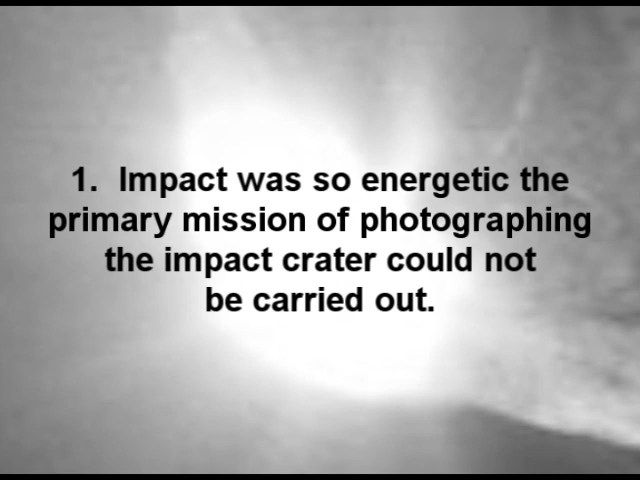 1.  Impact was so energetic the
primary mission of photographing
the impact crater could not
be carried out.